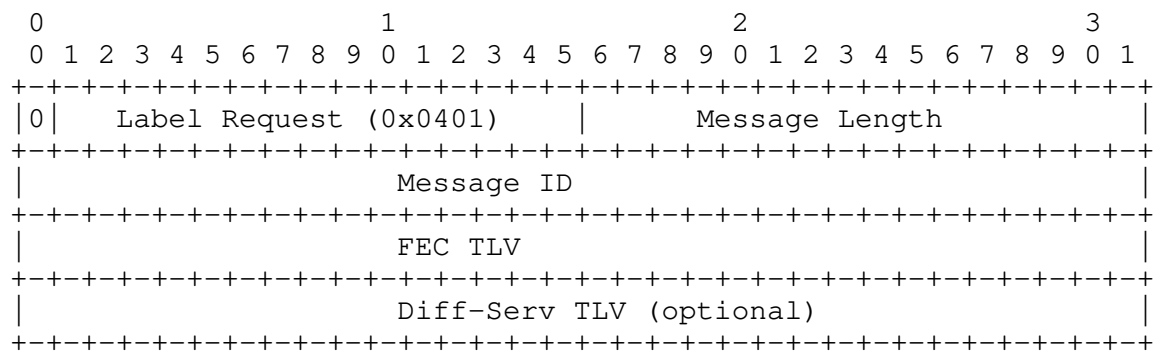 0                   1                   2                   3
 0 1 2 3 4 5 6 7 8 9 0 1 2 3 4 5 6 7 8 9 0 1 2 3 4 5 6 7 8 9 0 1
+-+-+-+-+-+-+-+-+-+-+-+-+-+-+-+-+-+-+-+-+-+-+-+-+-+-+-+-+-+-+-+-+
|0|   Label Request (0x0401)    |      Message Length           |
+-+-+-+-+-+-+-+-+-+-+-+-+-+-+-+-+-+-+-+-+-+-+-+-+-+-+-+-+-+-+-+-+
|                     Message ID                                |
+-+-+-+-+-+-+-+-+-+-+-+-+-+-+-+-+-+-+-+-+-+-+-+-+-+-+-+-+-+-+-+-+
|                     FEC TLV                                   |
+-+-+-+-+-+-+-+-+-+-+-+-+-+-+-+-+-+-+-+-+-+-+-+-+-+-+-+-+-+-+-+-+
|                     Diff-Serv TLV (optional)                  |
+-+-+-+-+-+-+-+-+-+-+-+-+-+-+-+-+-+-+-+-+-+-+-+-+-+-+-+-+-+-+-+-+